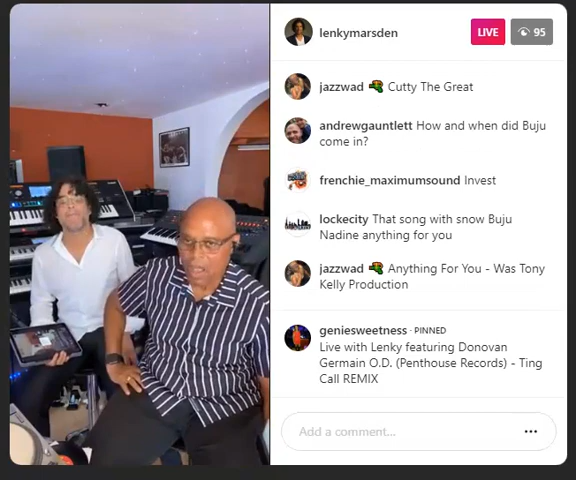 lenkymarsden
LIVE
95
jazzwad Cutty The Great
andrewgauntlett How and when did Buju
come in?
frenchie_maximumsound Invest
lockecity That song with snow Buju
Nadine anything for you
jazzwad Anything For You - Was Tony
Kelly Production
geniesweetness · PINNED
Live with Lenky featuring Donovan
Germain O.D. (Penthouse Records) - Ting
Call REMIX
Add a comment...